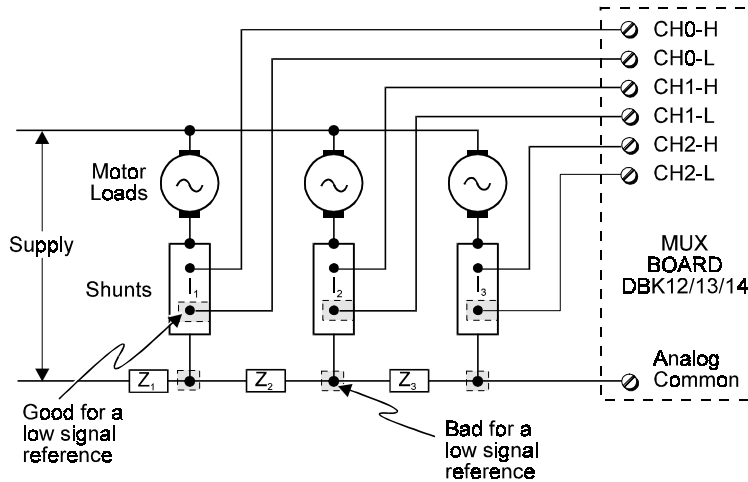 CH0-H
CH0-L
CH1-H
CH1-L
CH2-H
CH2-L
Motor
Loads
Supply
Shunts
I1
I2
I3
MUX
BOARD
DBK12/13/14
Z1
Z2
Z3
Analog
Common
Good for a
low signal
reference
Bad for a
low signal
reference